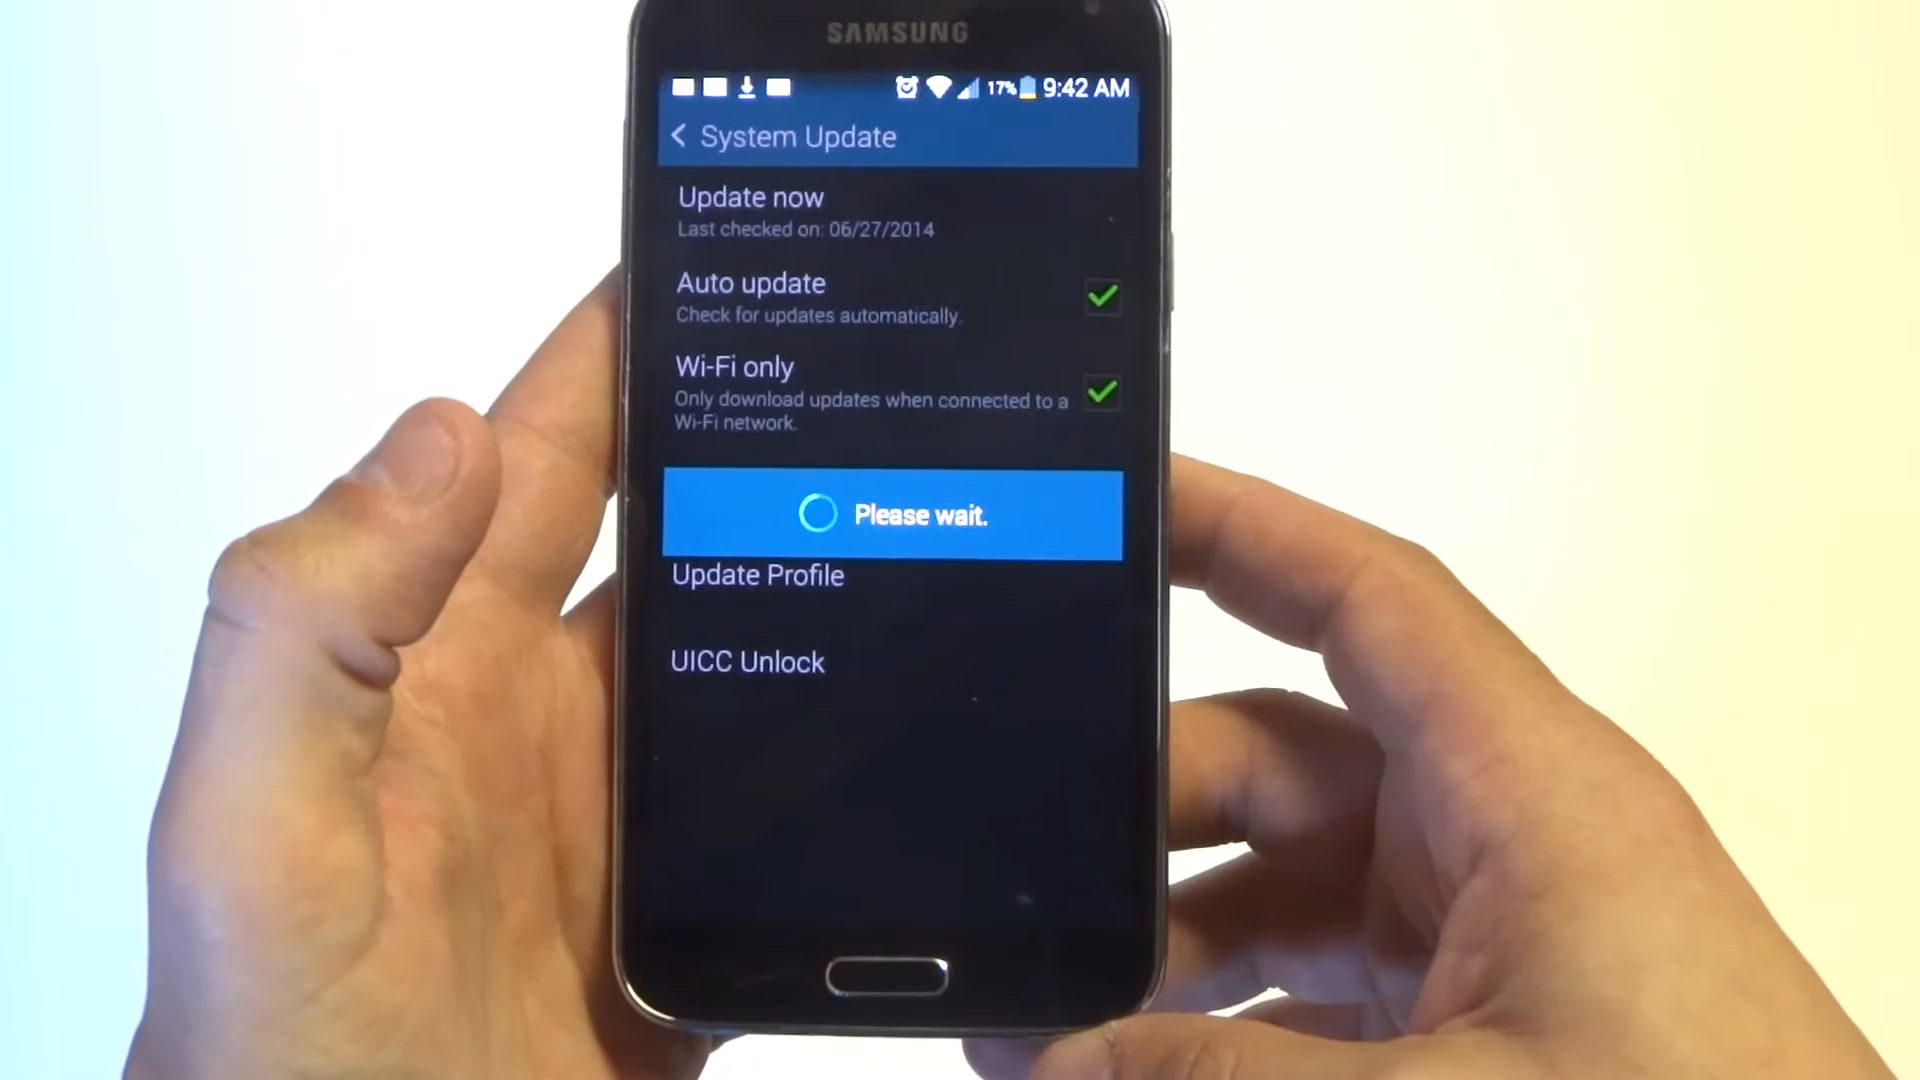 SAMSUNG
17% 9:42 AM
System Update
Update now
Last checked on: 06/27/2014
Auto update
Check for updates automatically.
Wi-Fi only
Only download updates when connected to a
Wi-Fi network.
Please wait.
Update Profile
UICC Unlock